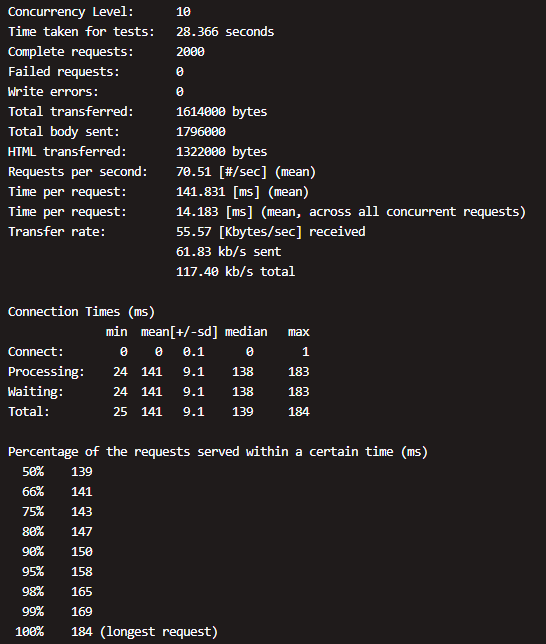 Concurrency Level:      10
Time taken for tests:   28.366 seconds
Complete requests:      2000
Failed requests:        0
Write errors:           0
Total transferred:      1614000 bytes
Total body sent:        1796000
HTML transferred:       1322000 bytes
Requests per second:    70.51 [#/sec] (mean)
Time per request:       141.831 [ms] (mean)
Time per request:       14.183 [ms] (mean, across all concurrent requests)
Transfer rate:          55.57 [Kbytes/sec] received
                        61.83 kb/s sent
                        117.40 kb/s total

Connection Times (ms)
              min  mean[+/-sd] median   max
Connect:        0    0   0.1      0       1
Processing:    24  141   9.1    138     183
Waiting:       24  141   9.1    138     183
Total:         25  141   9.1    139     184

Percentage of the requests served within a certain time (ms)
  50%    139
  66%    141
  75%    143
  80%    147
  90%    150
  95%    158
  98%    165
  99%    169
 100%    184 (longest request)